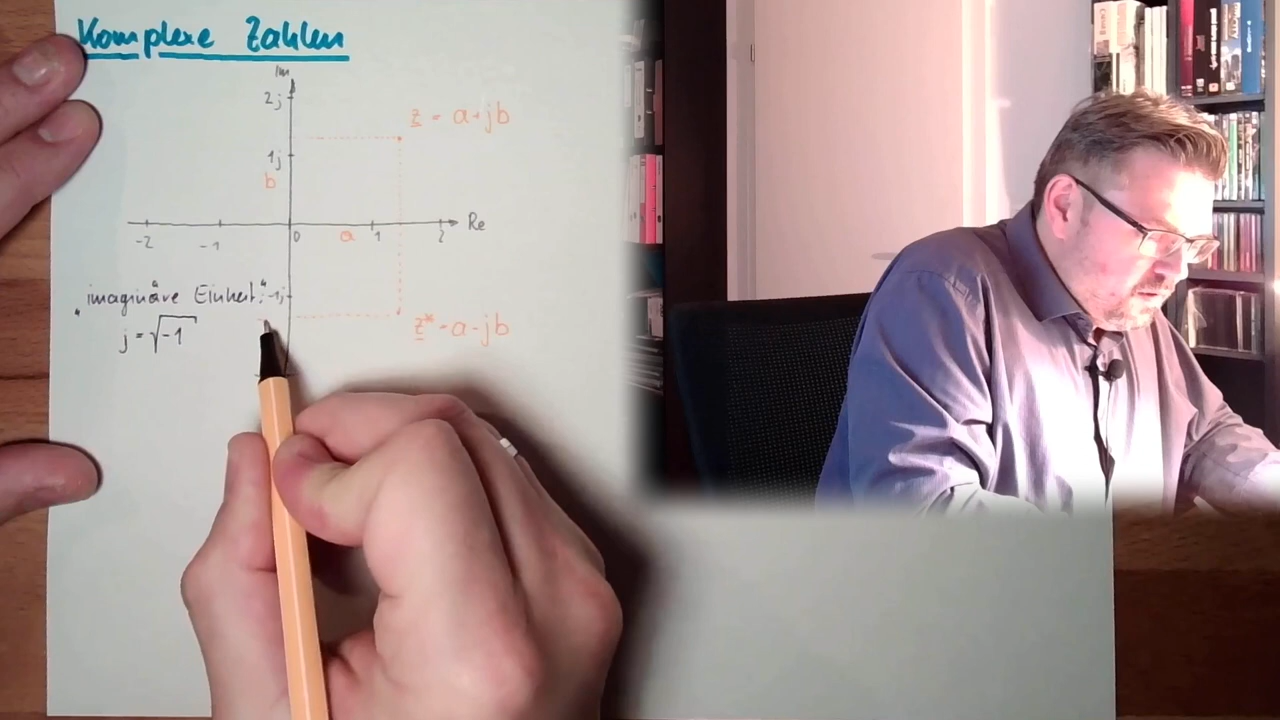 Komplexe Zahlen
Im
2j
z = a+jb
1j
b
Re
-2 -1 0 a 1 2
„imaginäre Einheit:“ -1j
j = √-1
z* = a-jb